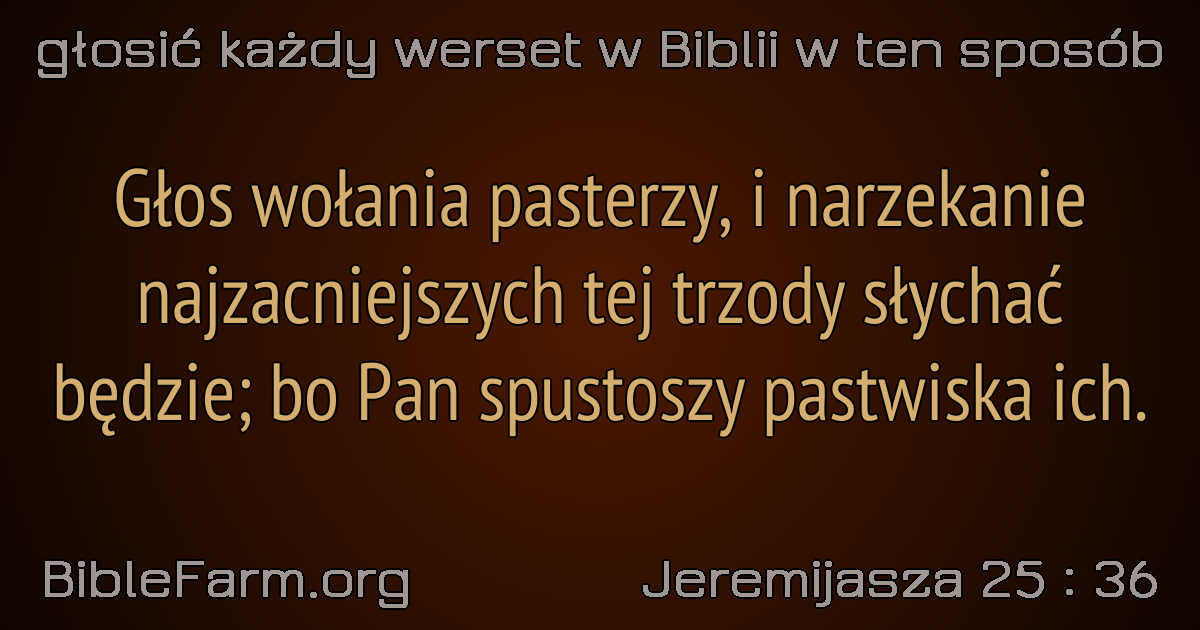 głosić każdy werset w Biblii w ten sposób
Głos wołania pasterzy, i narzekanie
najzacniejszych tej trzody słychać
będzie; bo Pan spustoszy pastwiska ich.
BibleFarm.org
Jeremijasza 25 : 36